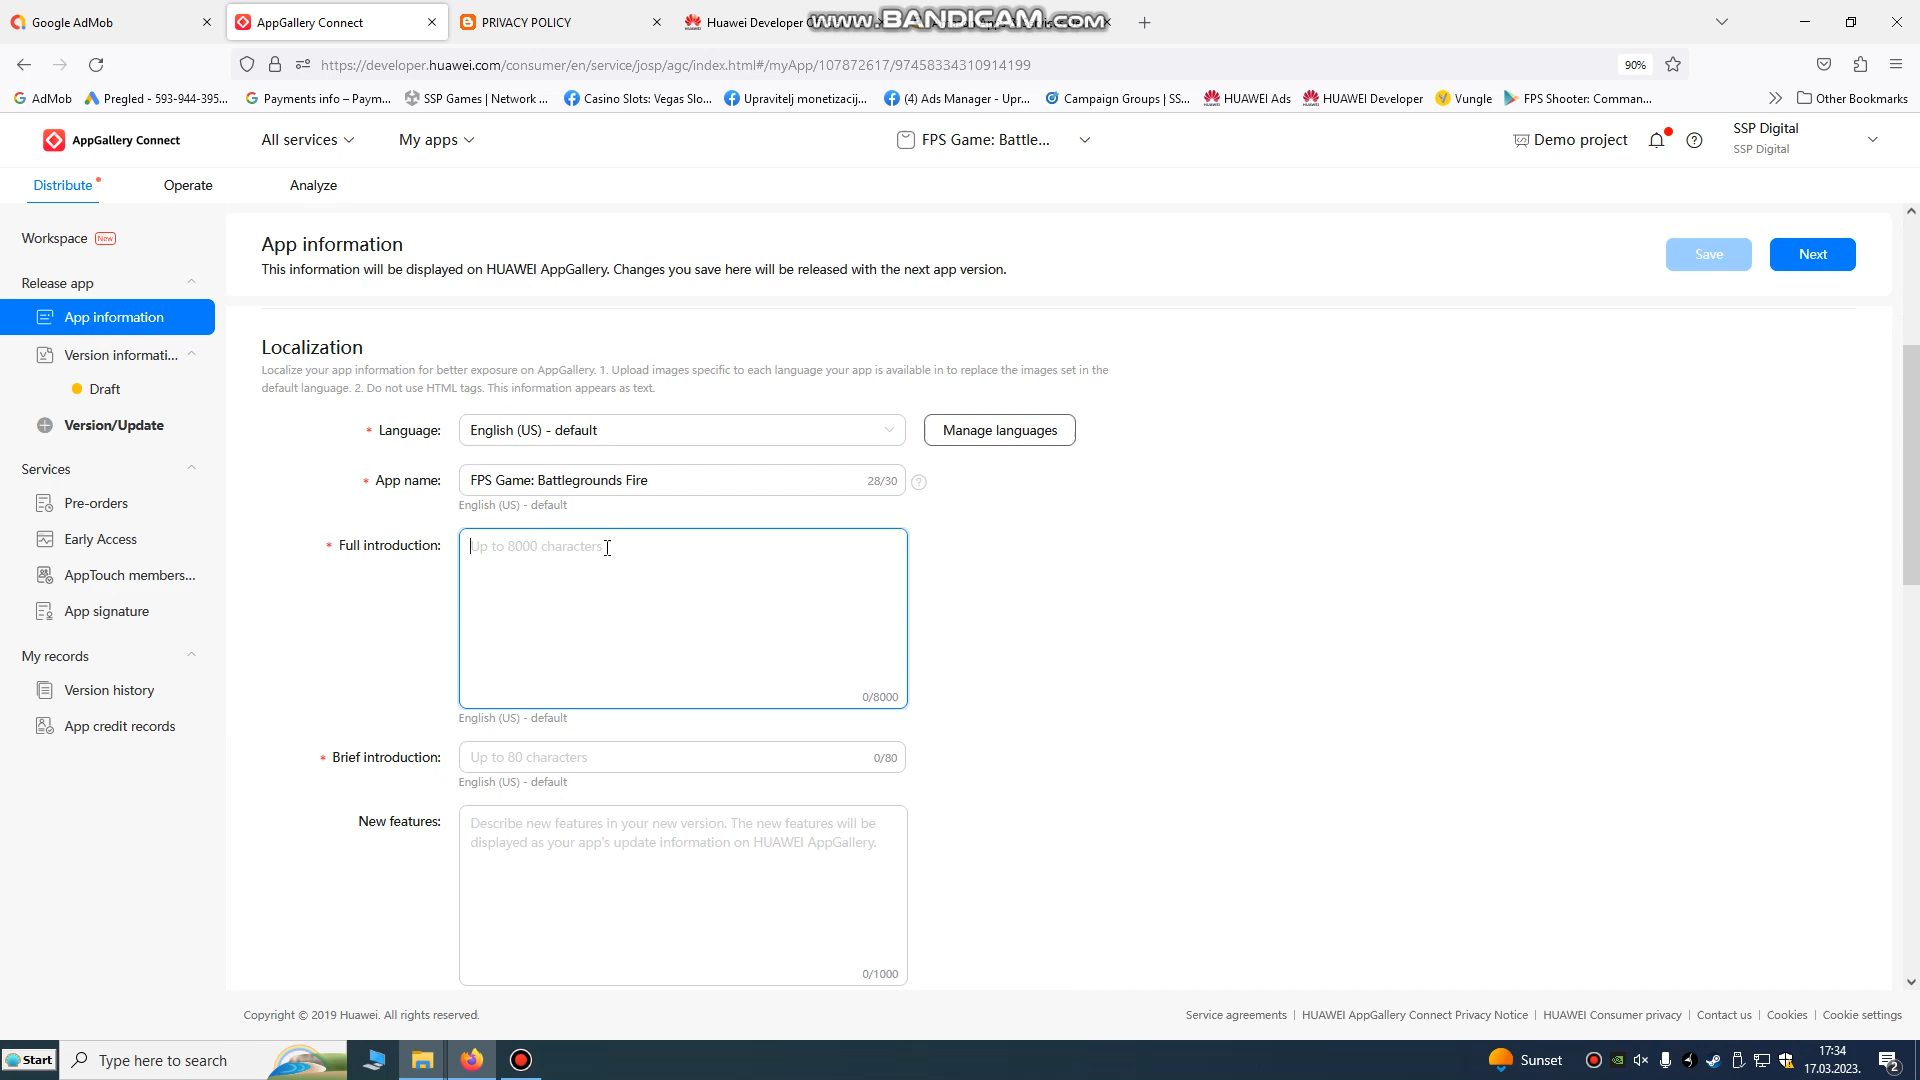 Google AdMob
AppGallery Connect
PRIVACY POLICY
Huawei Developer
www.BANDICAM.com
https://developer.huawei.com/consumer/en/service/josp/agc/index.html#/myApp/107872617/97458334310914199
90%
AdMob
Pregled - 593-944-395...
Payments info – Paym...
SSP Games | Network ...
Casino Slots: Vegas Slo...
Upravitelj monetizacij...
(4) Ads Manager - Upr...
Campaign Groups | SS...
HUAWEI Ads
HUAWEI Developer
Vungle
FPS Shooter: Comman...
Other Bookmarks
AppGallery Connect
All services
My apps
FPS Game: Battle...
Demo project
SSP Digital
SSP Digital
Distribute
Operate
Analyze
Workspace
New
Release app
App information
Version informati...
Draft
Version/Update
Services
Pre-orders
Early Access
AppTouch members...
App signature
My records
Version history
App credit records
App information
This information will be displayed on HUAWEI AppGallery. Changes you save here will be released with the next app version.
Save
Next
Localization
Localize your app information for better exposure on AppGallery. 1. Upload images specific to each language your app is available in to replace the images set in the
default language. 2. Do not use HTML tags. This information appears as text.
* Language:
English (US) - default
Manage languages
* App name:
FPS Game: Battlegrounds Fire
28/30
English (US) - default
* Full introduction:
Up to 8000 characters
0/8000
English (US) - default
* Brief introduction:
Up to 80 characters
0/80
English (US) - default
New features:
Describe new features in your new version. The new features will be
displayed as your app's update information on HUAWEI AppGallery.
0/1000
Copyright © 2019 Huawei. All rights reserved.
Service agreements
HUAWEI AppGallery Connect Privacy Notice
HUAWEI Consumer privacy
Contact us
Cookies
Cookie settings
Start
Type here to search
Sunset
17:34
17.03.2023.
2